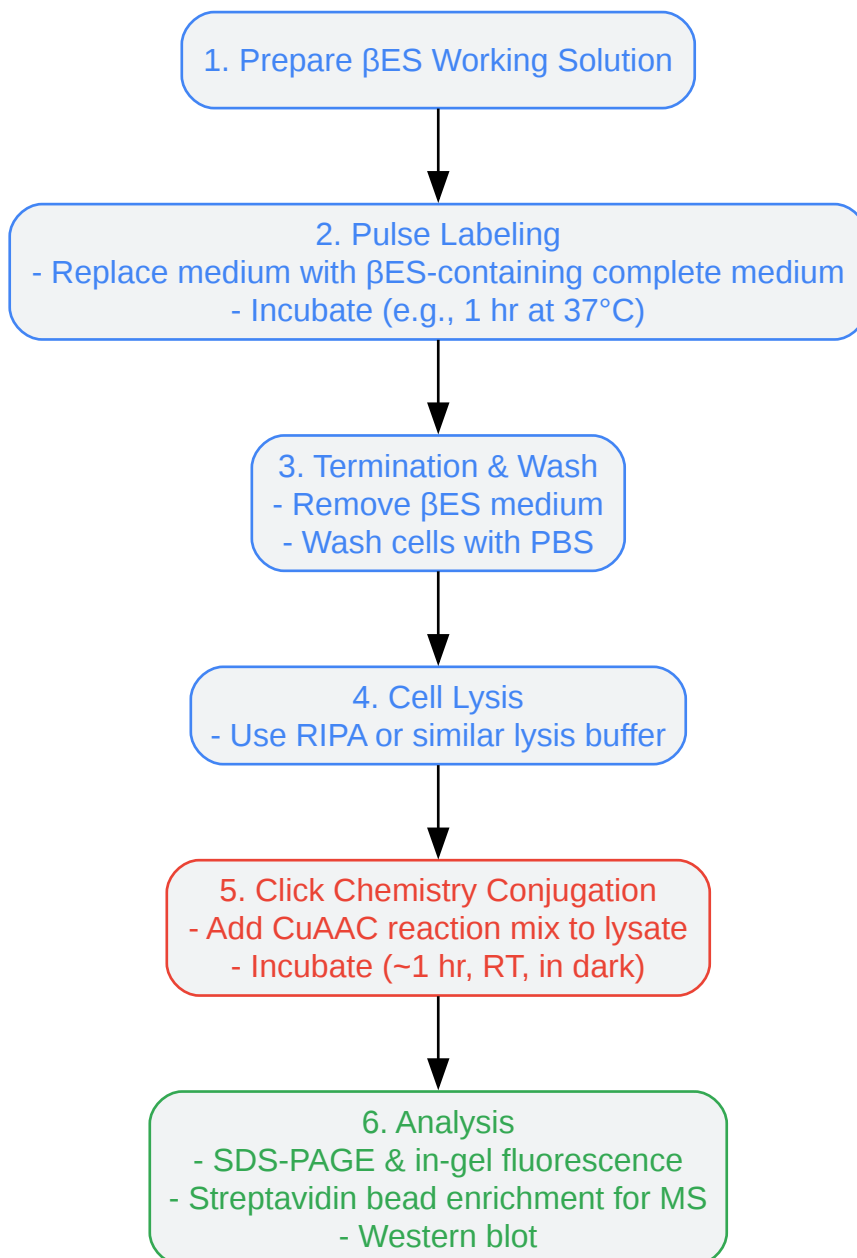 1. Prepare βES Working Solution
2. Pulse Labeling
- Replace medium with βES-containing complete medium
- Incubate (e.g., 1 hr at 37°C)
3. Termination & Wash
- Remove βES medium
- Wash cells with PBS
4. Cell Lysis
- Use RIPA or similar lysis buffer
5. Click Chemistry Conjugation
- Add CuAAC reaction mix to lysate
- Incubate (~1 hr, RT, in dark)
6. Analysis
- SDS-PAGE & in-gel fluorescence
- Streptavidin bead enrichment for MS
- Western blot